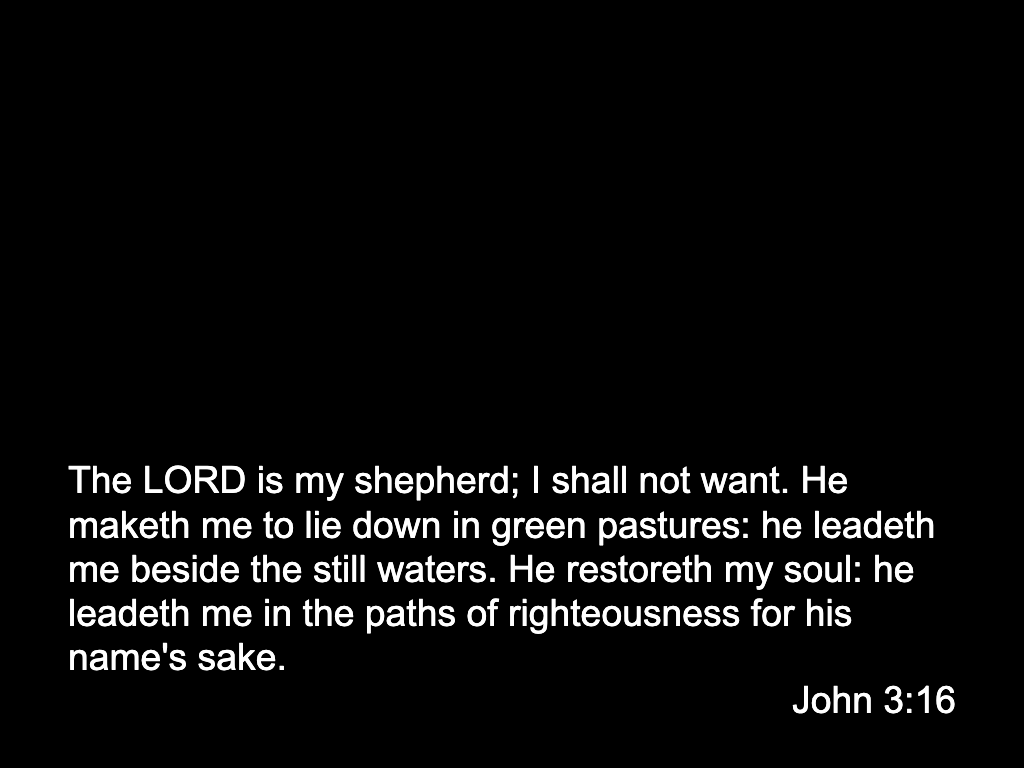 The LORD is my shepherd; I shall not want. He
maketh me to lie down in green pastures: he leadeth
me beside the still waters. He restoreth my soul: he
leadeth me in the paths of righteousness for his
name's sake.
John 3:16